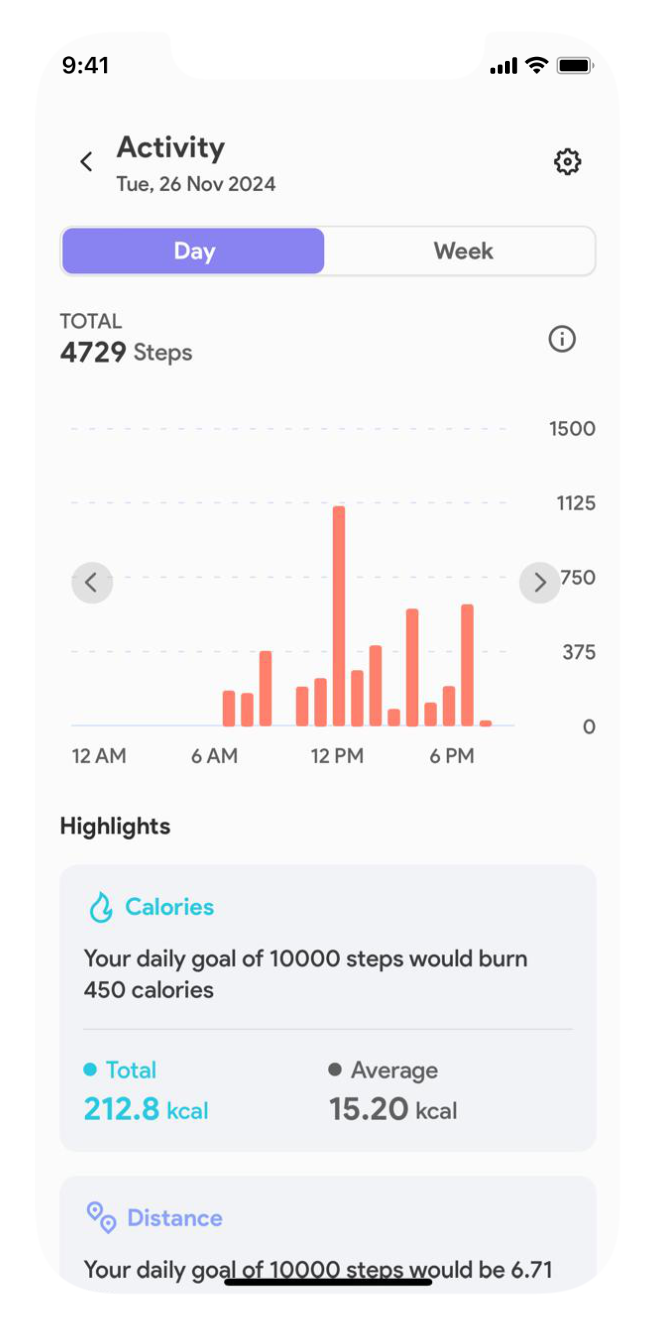 9:41
Activity
Tue, 26 Nov 2024
Day Week
TOTAL
4729 Steps
1500
1125
750
375
0
12 AM 6 AM 12 PM 6 PM
Highlights
Calories
Your daily goal of 10000 steps would burn
450 calories
Total Average
212.8 kcal 15.20 kcal
Distance
Your daily goal of 10000 steps would be 6.71